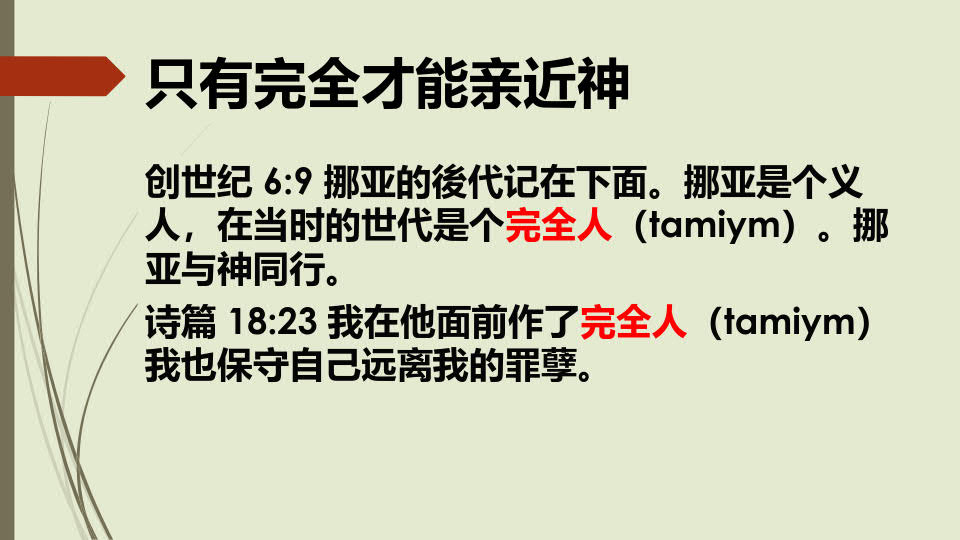 只有完全才能亲近神
创世纪 6:9 挪亚的後代记在下面。挪亚是个义
人，在当时的世代是个完全人（tamiym）。挪
亚与神同行。
诗篇 18:23 我在他面前作了完全人（tamiym）
我也保守自己远离我的罪孽。